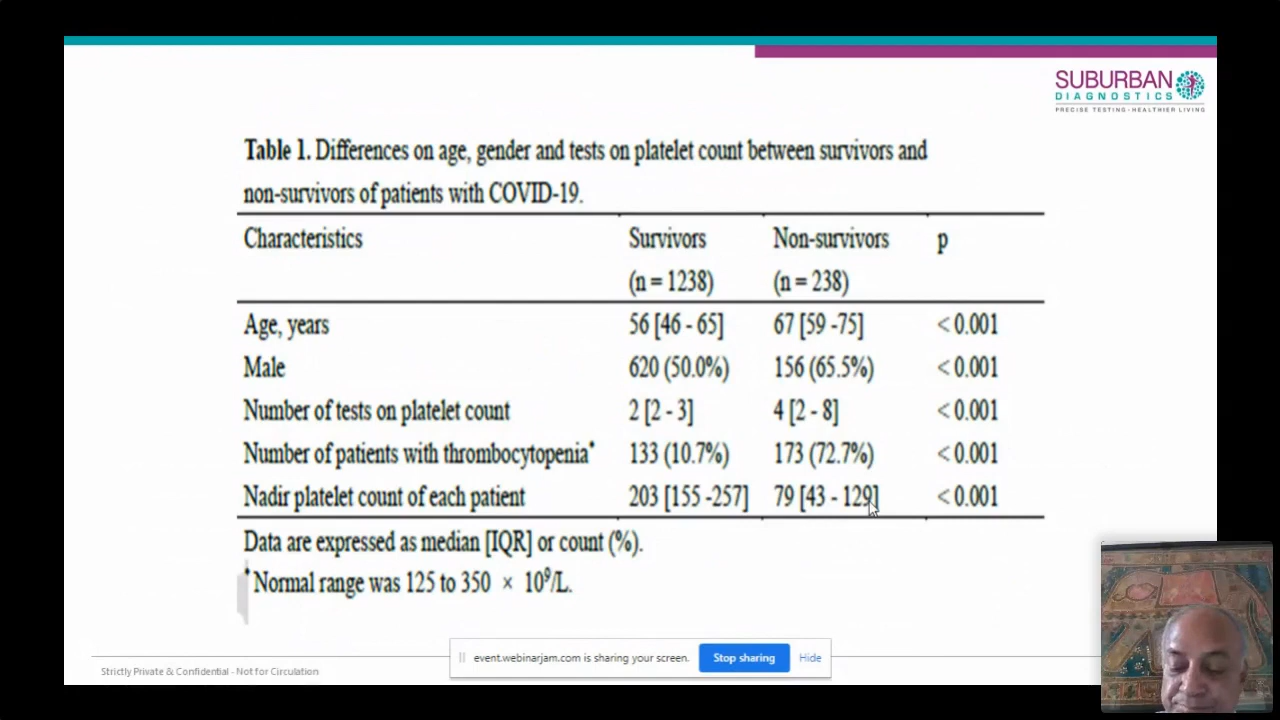 SUBURBAN
DIAGNOSTICS
PRECISE TESTING • HEALTHIER LIVING
Table 1. Differences on age, gender and tests on platelet count between survivors and
non-survivors of patients with COVID-19.
Characteristics Survivors Non-survivors p
(n = 1238) (n = 238)
Age, years 56 [46 - 65] 67 [59 -75] < 0.001
Male 620 (50.0%) 156 (65.5%) < 0.001
Number of tests on platelet count 2 [2 - 3] 4 [2 - 8] < 0.001
Number of patients with thrombocytopenia* 133 (10.7%) 173 (72.7%) < 0.001
Nadir platelet count of each patient 203 [155 -257] 79 [43 - 129] < 0.001
Data are expressed as median [IQR] or count (%).
* Normal range was 125 to 350 × 10⁹/L.
event.webinarjam.com is sharing your screen. Stop sharing Hide
Strictly Private & Confidential - Not for Circulation